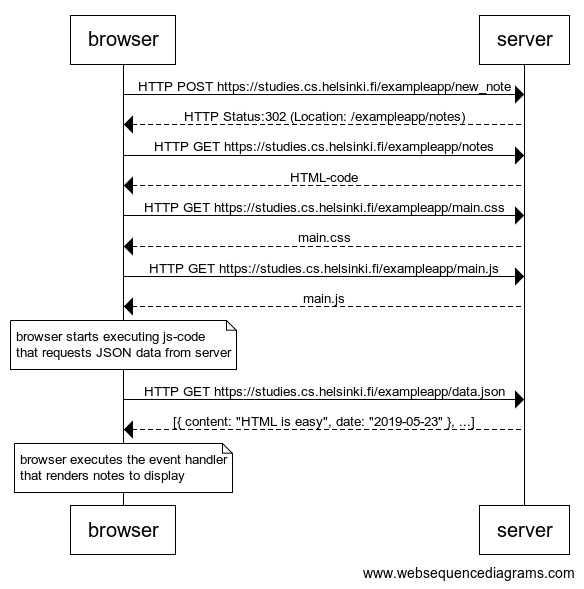 browser
server
HTTP POST https://studies.cs.helsinki.fi/exampleapp/new_note
HTTP Status:302 (Location: /exampleapp/notes)
HTTP GET https://studies.cs.helsinki.fi/exampleapp/notes
HTML-code
HTTP GET https://studies.cs.helsinki.fi/exampleapp/main.css
main.css
HTTP GET https://studies.cs.helsinki.fi/exampleapp/main.js
main.js
browser starts executing js-code
that requests JSON data from server
HTTP GET https://studies.cs.helsinki.fi/exampleapp/data.json
[{ content: "HTML is easy", date: "2019-05-23" }, ...]
browser executes the event handler
that renders notes to display
browser
server
www.websequencediagrams.com